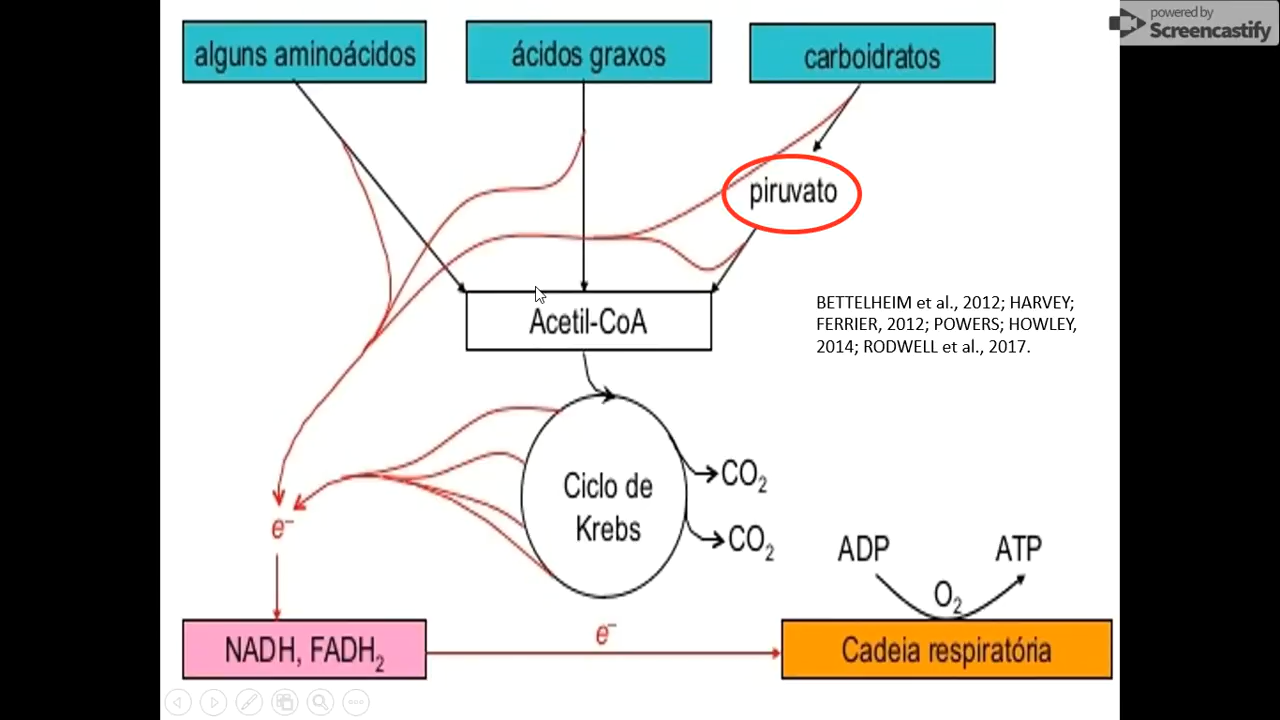 powered by
Screencastify
alguns aminoácidos
ácidos graxos
carboidratos
piruvato
BETTELHEIM et al., 2012; HARVEY;
FERRIER, 2012; POWERS; HOWLEY,
2014; RODWELL et al., 2017.
Acetil-CoA
Ciclo de
Krebs
CO₂
CO₂
e⁻
ADP
ATP
O₂
NADH, FADH₂
e⁻
Cadeia respiratória